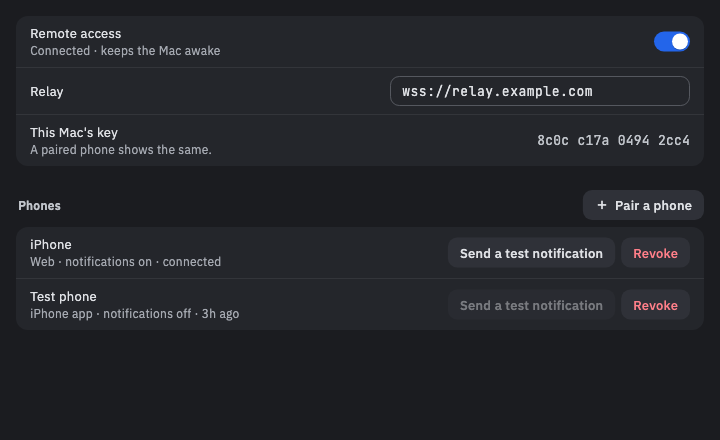 Remote access
Connected · keeps the Mac awake
Relay
wss://relay.example.com
This Mac's key
A paired phone shows the same.
8c0c c17a 0494 2cc4
Phones
+ Pair a phone
iPhone
Web · notifications on · connected
Send a test notification
Revoke
Test phone
iPhone app · notifications off · 3h ago
Send a test notification
Revoke